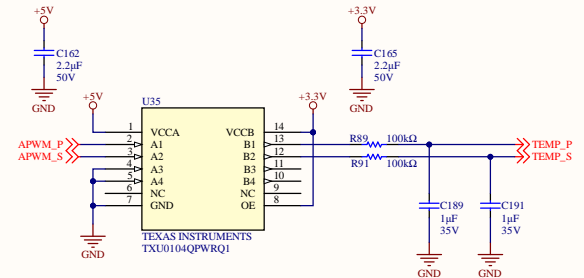 +5V
C162
2.2µF
50V
GND
+3.3V
C165
2.2µF
50V
GND
+5V
U35
+3.3V
1 VCCA VCCB 14
APWM_P 2 A1 B1 13 R89 100kΩ TEMP_P
APWM_S 3 A2 B2 12 R91 100kΩ TEMP_S
4 A3 B3 11
5 A4 B4 10
6 NC NC 9
7 GND OE 8
C189
1µF
35V
GND
C191
1µF
35V
GND
GND
TEXAS INSTRUMENTS
TXU0104QPWRQ1